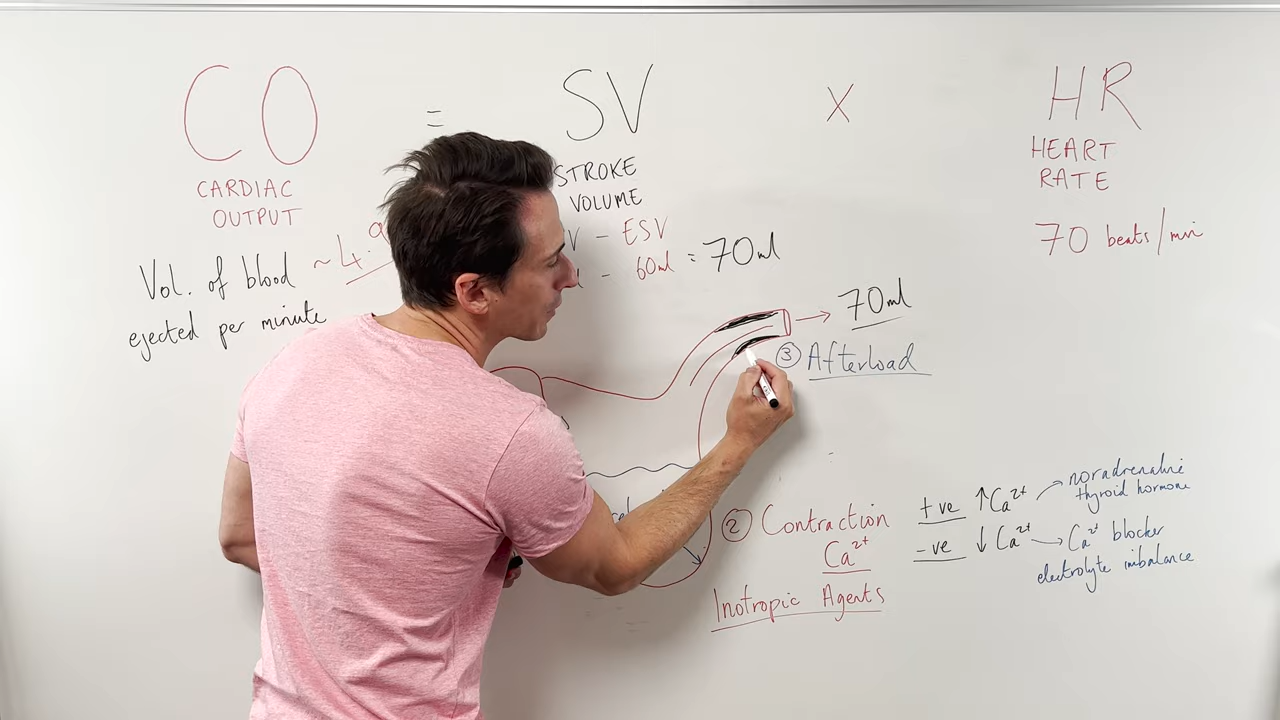 CO = SV X HR
CARDIAC
OUTPUT
STROKE
VOLUME
HEART
RATE
Vol. of blood
ejected per minute
~4.9
V - ESV
- 60ml = 70ml
70 beats/min
→ 70ml
③ Afterload
② Contraction
Ca²⁺
Inotropic Agents
+ve ↑Ca²⁺
noradrenaline
thyroid hormone
-ve ↓Ca²⁺ → Ca²⁺ blocker
electrolyte imbalance